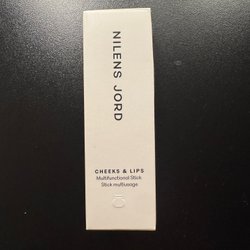 NILENS JORD
CHEEKS & LIPS
Multifunctional Stick
Stick multiusage